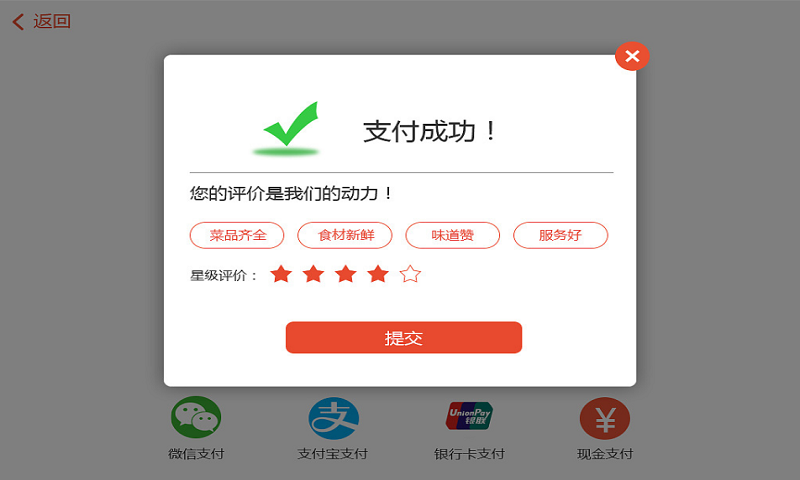 返回
支付成功！
您的评价是我们的动力！
菜品齐全 食材新鲜 味道赞 服务好
星级评价：
提交
支 UnionPay 银联 ¥
微信支付 支付宝支付 银行卡支付 现金支付